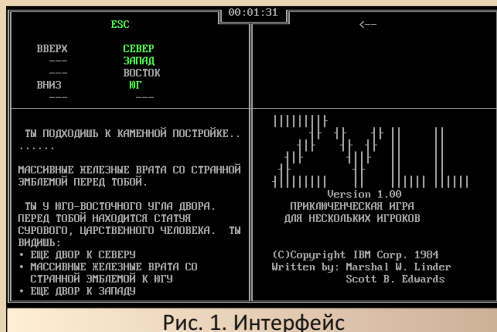 00:01:31
ESC
<--
ВВЕРХ СЕВЕР
--- ЗАПАД
--- ВОСТОК
ВНИЗ ЮГ
--- ---
ТЫ ПОДХОДИШЬ К КАМЕННОЙ ПОСТРОЙКЕ..
......
МАССИВНЫЕ ЖЕЛЕЗНЫЕ ВРАТА СО СТРАННОЙ
ЭМБЛЕМОЙ ПЕРЕД ТОБОЙ.
ТЫ У ЮГО-ВОСТОЧНОГО УГЛА ДВОРА.
ПЕРЕД ТОБОЙ НАХОДИТСЯ СТАТУЯ
СУРОВОГО, ЦАРСТВЕННОГО ЧЕЛОВЕКА. ТЫ
ВИДИШЬ:
• ЕЩЕ ДВОР К СЕВЕРУ
• МАССИВНЫЕ ЖЕЛЕЗНЫЕ ВРАТА СО
СТРАННОЙ ЭМБЛЕМОЙ К ЮГУ
• ЕЩЕ ДВОР К ЗАПАДУ
ZYLL
Version 1.00
ПРИКЛЮЧЕНЧЕСКАЯ ИГРА
ДЛЯ НЕСКОЛЬКИХ ИГРОКОВ
(C)Copyright IBM Corp. 1984
Written by: Marshal W. Linder
Scott B. Edwards
Рис. 1. Интерфейс